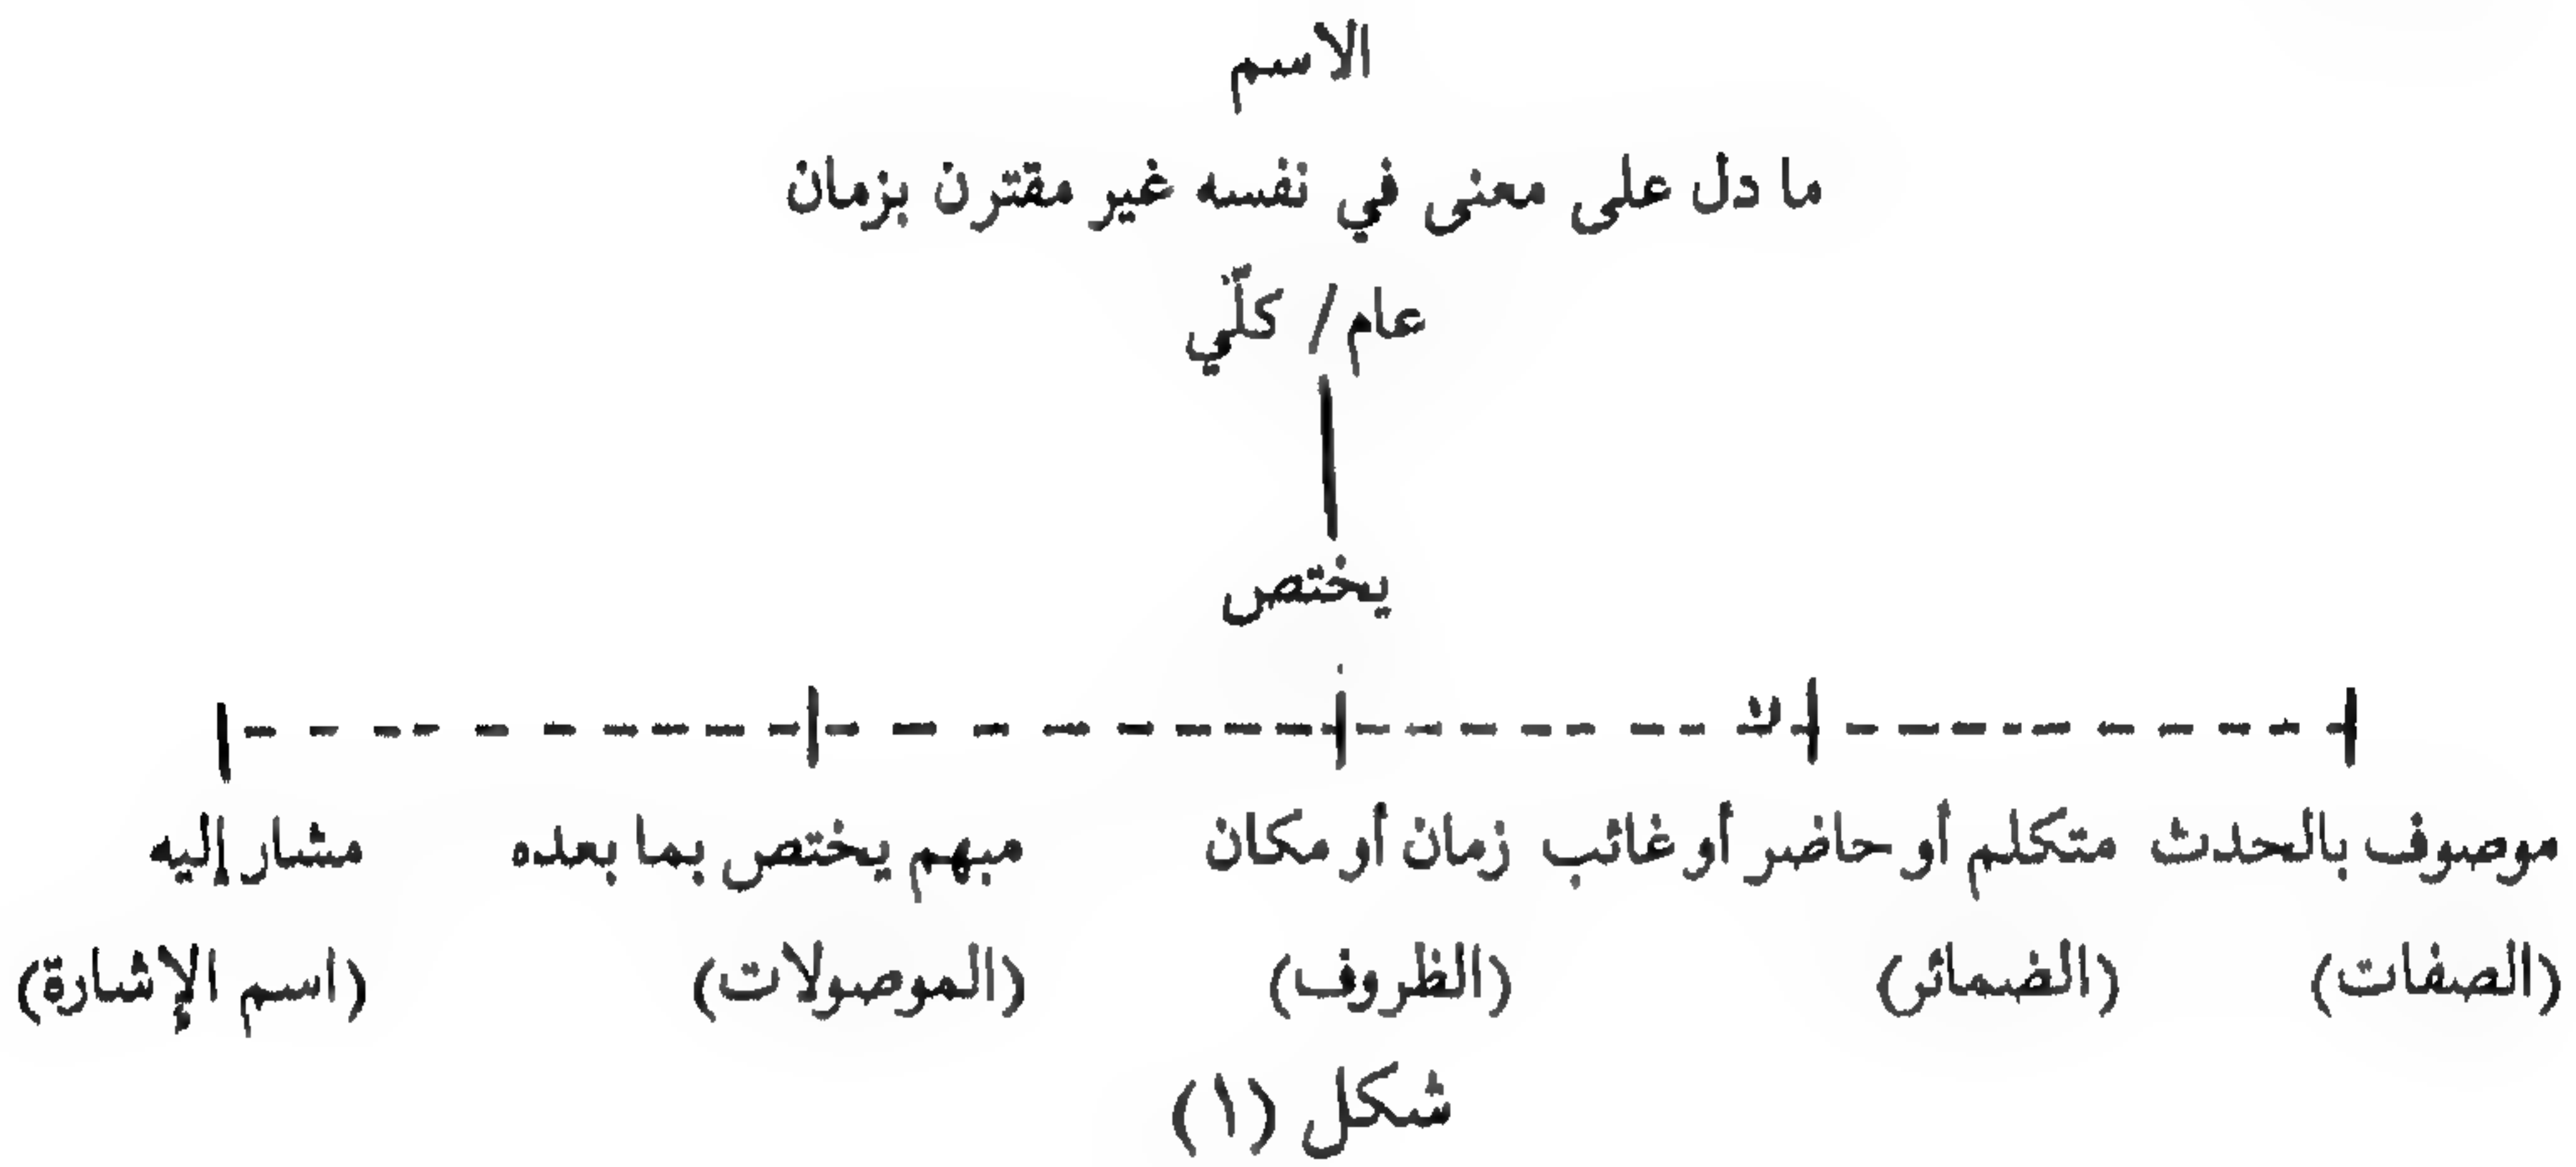 الاسم
ما دل على معنى في نفسه غير مقترن بزمان
عام / كلّي
يختص
لا
موصوف بالحدث متكلم أو حاضر أو غائب زمان أو مكان مبهم يختص بما بعده مشار إليه
(الصفات) (الضمائر) (الظروف) (الموصولات) (اسم الإشارة)
شكل (١)